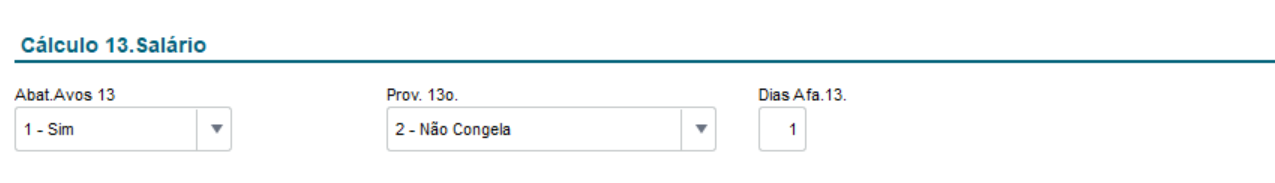 Cálculo 13.Salário
Abat.Avos 13 Prov. 13o. Dias Afa.13.
1 - Sim 2 - Não Congela 1